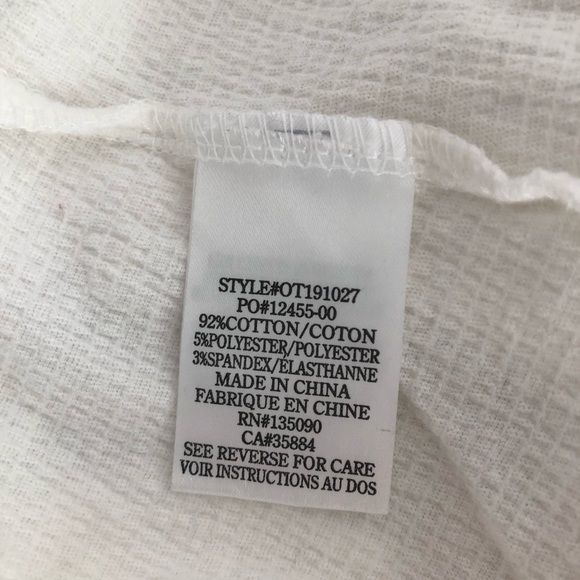 STYLE#OT191027
PO#12455-00
92%COTTON/COTON
5%POLYESTER/POLYESTER
3%SPANDEX/ÉLASTHANNE
MADE IN CHINA
FABRIQUE EN CHINE
RN#135090
CA#35884
SEE REVERSE FOR CARE
VOIR INSTRUCTIONS AU DOS